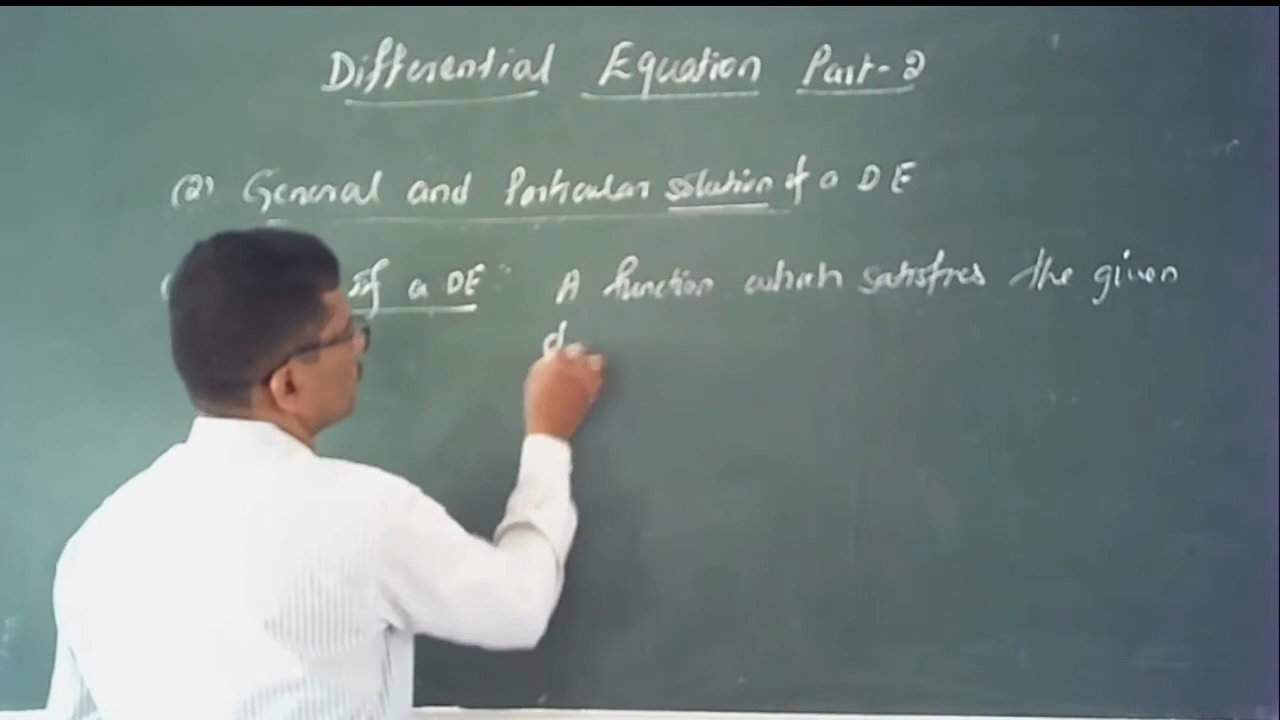 Differential Equation Part-2
(2) General and Particular solution of a DE
of a DE: A function which satisfies the given
d